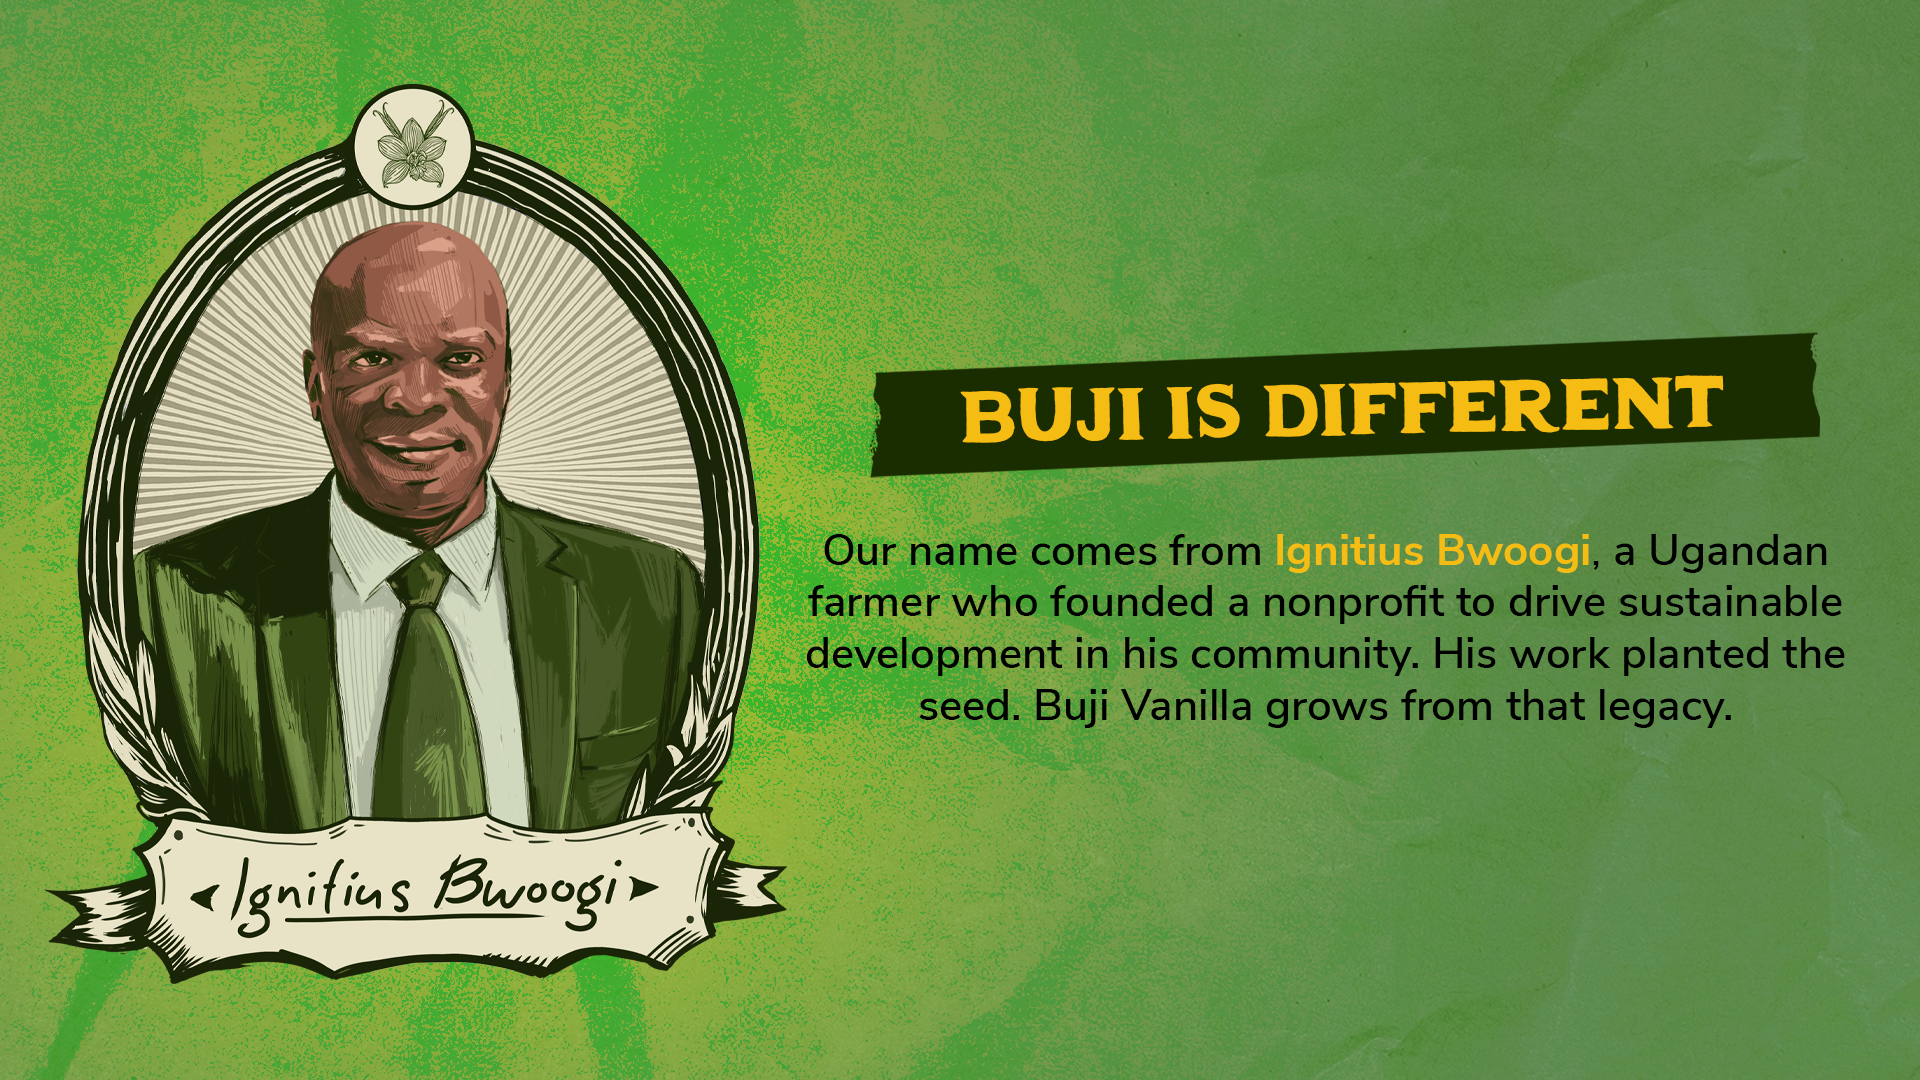 BUJI IS DIFFERENT
Our name comes from Ignitius Bwoogi, a Ugandan
farmer who founded a nonprofit to drive sustainable
development in his community. His work planted the
seed. Buji Vanilla grows from that legacy.
Ignitius Bwoogi